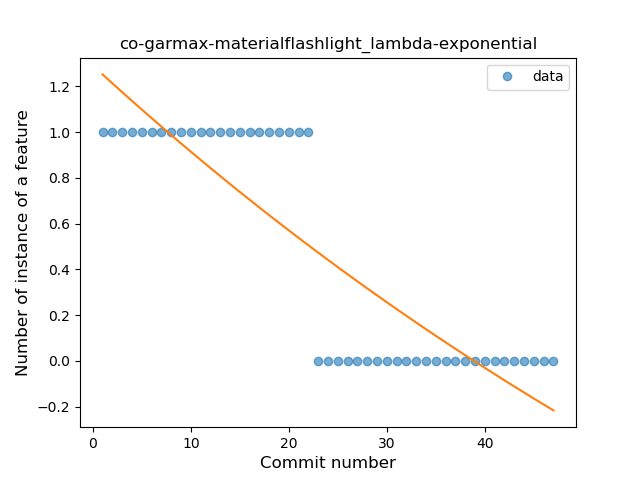 co-garmax-materialflashlight_lambda-exponential
data
Number of instance of a feature
1.2
1.0
0.8
0.6
0.4
0.2
0.0
−0.2
0 10 20 30 40
Commit number